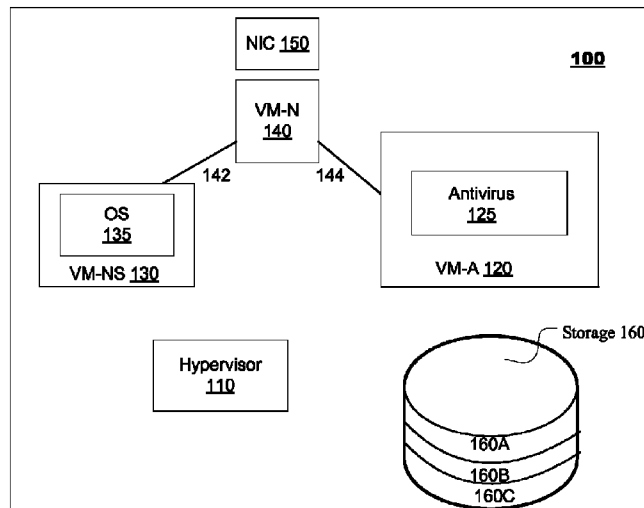 NIC 150
100
VM-N
140
142
144
OS
135
VM-NS 130
Antivirus
125
VM-A 120
Storage 160
Hypervisor
110
160A
160B
160C